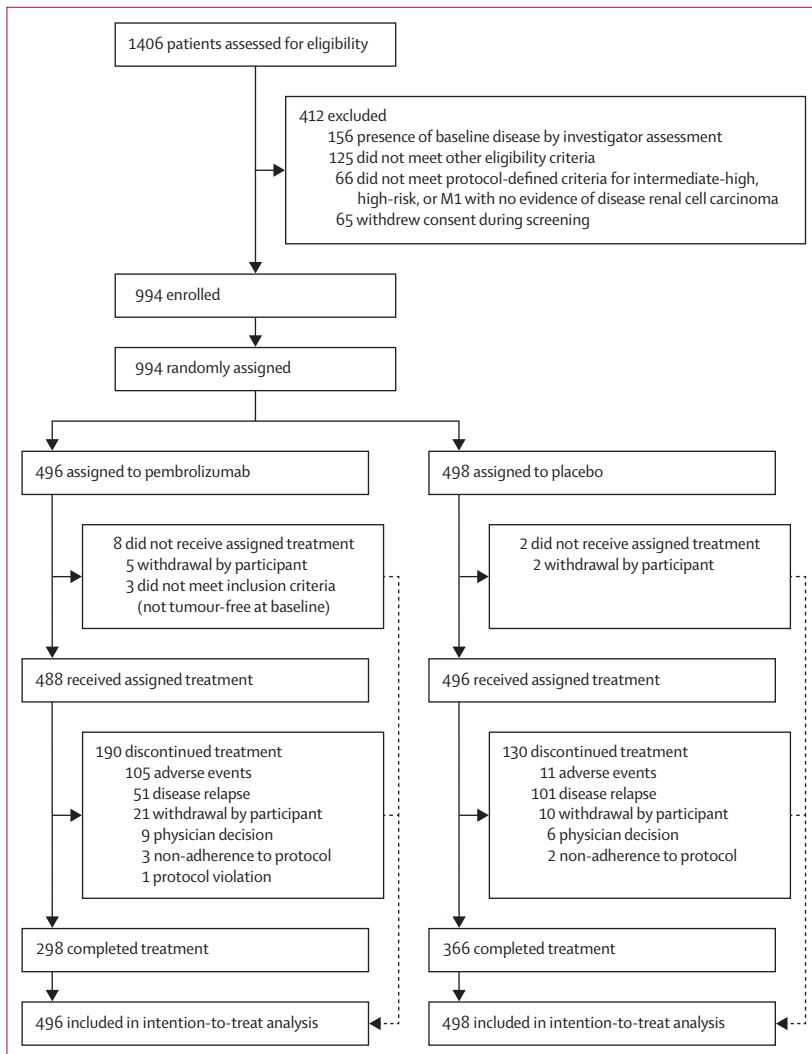 1406 patients assessed for eligibility
412 excluded
156 presence of baseline disease by investigator assessment
125 did not meet other eligibility criteria
66 did not meet protocol-defined criteria for intermediate-high,
high-risk, or M1 with no evidence of disease renal cell carcinoma
65 withdrew consent during screening
994 enrolled
994 randomly assigned
496 assigned to pembrolizumab
498 assigned to placebo
8 did not receive assigned treatment
5 withdrawal by participant
3 did not meet inclusion criteria
(not tumour-free at baseline)
2 did not receive assigned treatment
2 withdrawal by participant
488 received assigned treatment
496 received assigned treatment
190 discontinued treatment
105 adverse events
51 disease relapse
21 withdrawal by participant
9 physician decision
3 non-adherence to protocol
1 protocol violation
130 discontinued treatment
11 adverse events
101 disease relapse
10 withdrawal by participant
6 physician decision
2 non-adherence to protocol
298 completed treatment
366 completed treatment
496 included in intention-to-treat analysis
498 included in intention-to-treat analysis